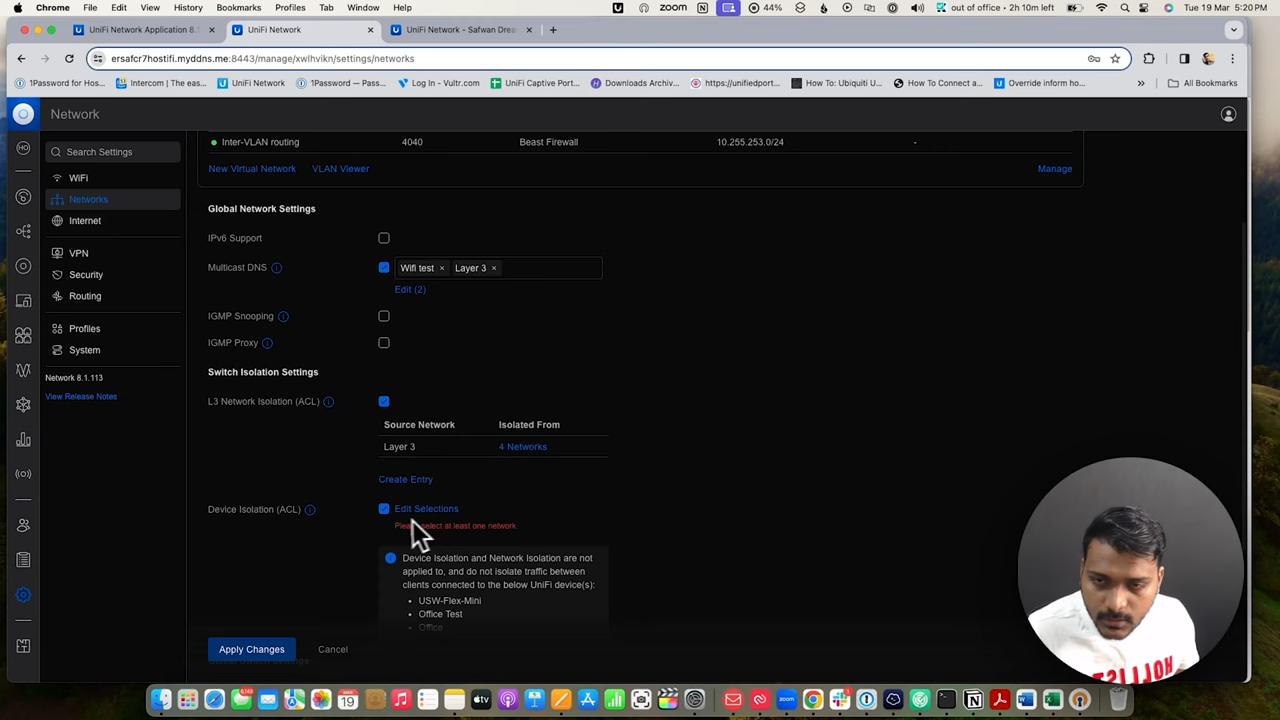 Chrome File Edit View History Bookmarks Profiles Tab Window Help zoom 44% out of office • 2h 10m left Tue 19 Mar 5:20 PM
UniFi Network Application 8.1 UniFi Network UniFi Network - Safwan Drea
ersafcr7hostifi.myddns.me:8443/manage/xwlhvikn/settings/networks
1Password for Hos... Intercom | The eas... UniFi Network 1Password — Pass... Log In - Vultr.com UniFi Captive Port... Downloads Archiv... https://unifiedport... How To: Ubiquiti U... How To Connect a... Override inform ho... » All Bookmarks
Network
Search Settings
WiFi
Networks
Internet
VPN
Security
Routing
Profiles
System
Network 8.1.113
View Release Notes
Inter-VLAN routing 4040 Beast Firewall 10.255.253.0/24 -
New Virtual Network VLAN Viewer Manage
Global Network Settings
IPv6 Support
Multicast DNS Wifi test × Layer 3 ×
Edit (2)
IGMP Snooping
IGMP Proxy
Switch Isolation Settings
L3 Network Isolation (ACL)
Source Network Isolated From
Layer 3 4 Networks
Create Entry
Device Isolation (ACL) Edit Selections
select at least one network
Device Isolation and Network Isolation are not
applied to, and do not isolate traffic between
clients connected to the below UniFi device(s):
• USW-Flex-Mini
• Office Test
• Office
Apply Changes Cancel
HOLL